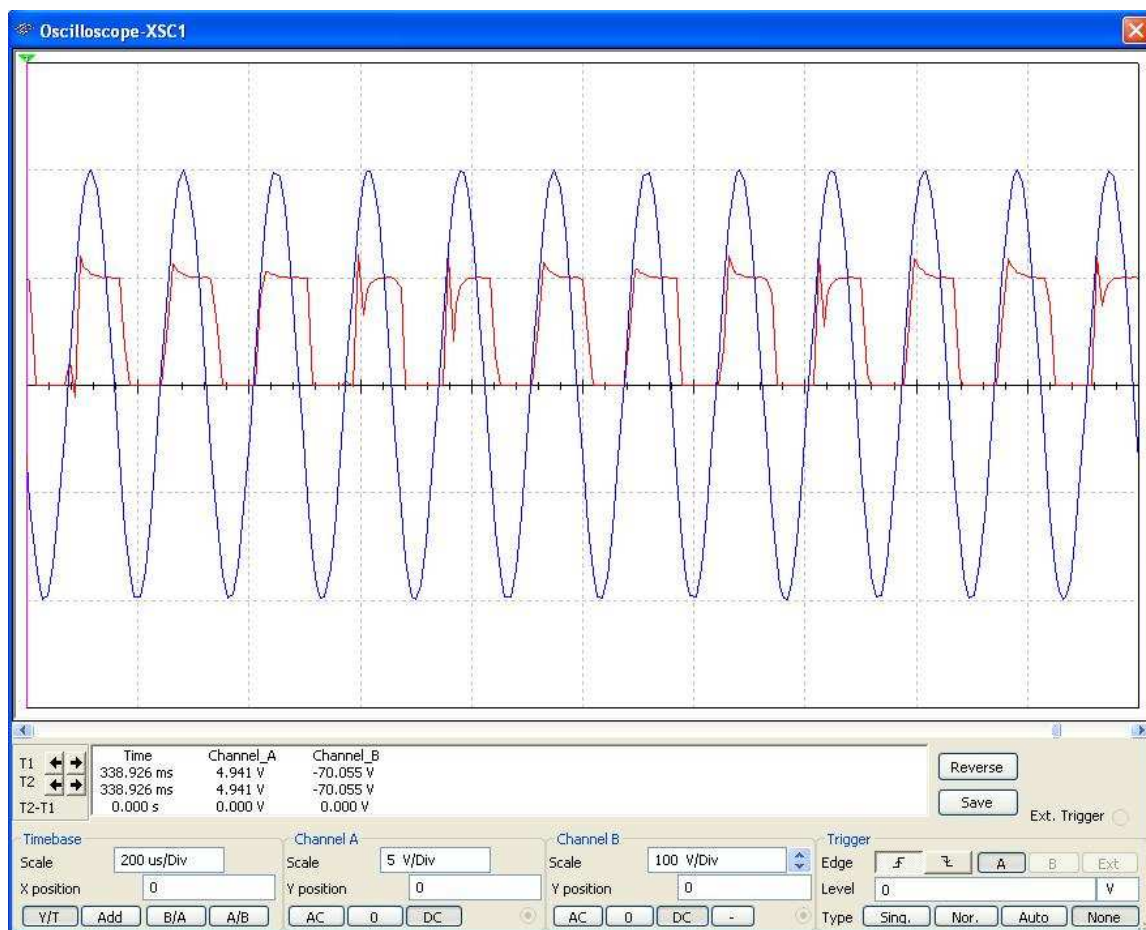 Oscilloscope-XSC1
T1
T2
T2-T1
Time Channel_A Channel_B
338.926 ms 4.941 V -70.055 V
338.926 ms 4.941 V -70.055 V
0.000 s 0.000 V 0.000 V
Reverse
Save
Ext. Trigger
Timebase
Scale 200 us/Div
X position 0
Y/T Add B/A A/B
Channel A
Scale 5 V/Div
Y position 0
AC 0 DC
Channel B
Scale 100 V/Div
Y position 0
AC 0 DC -
Trigger
Edge A B Ext
Level 0 V
Type Sing. Nor. Auto None